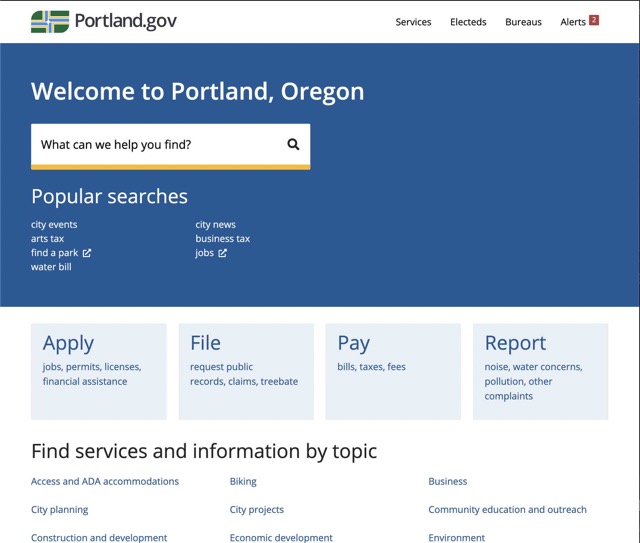 Portland.gov
Services Electeds Bureaus Alerts 2
Welcome to Portland, Oregon
What can we help you find?
Popular searches
city events
arts tax
find a park
water bill
city news
business tax
jobs
Apply
jobs, permits, licenses,
financial assistance
File
request public
records, claims, treebate
Pay
bills, taxes, fees
Report
noise, water concerns,
pollution, other
complaints
Find services and information by topic
Access and ADA accommodations Biking Business
City planning City projects Community education and outreach
Construction and development Economic development Environment